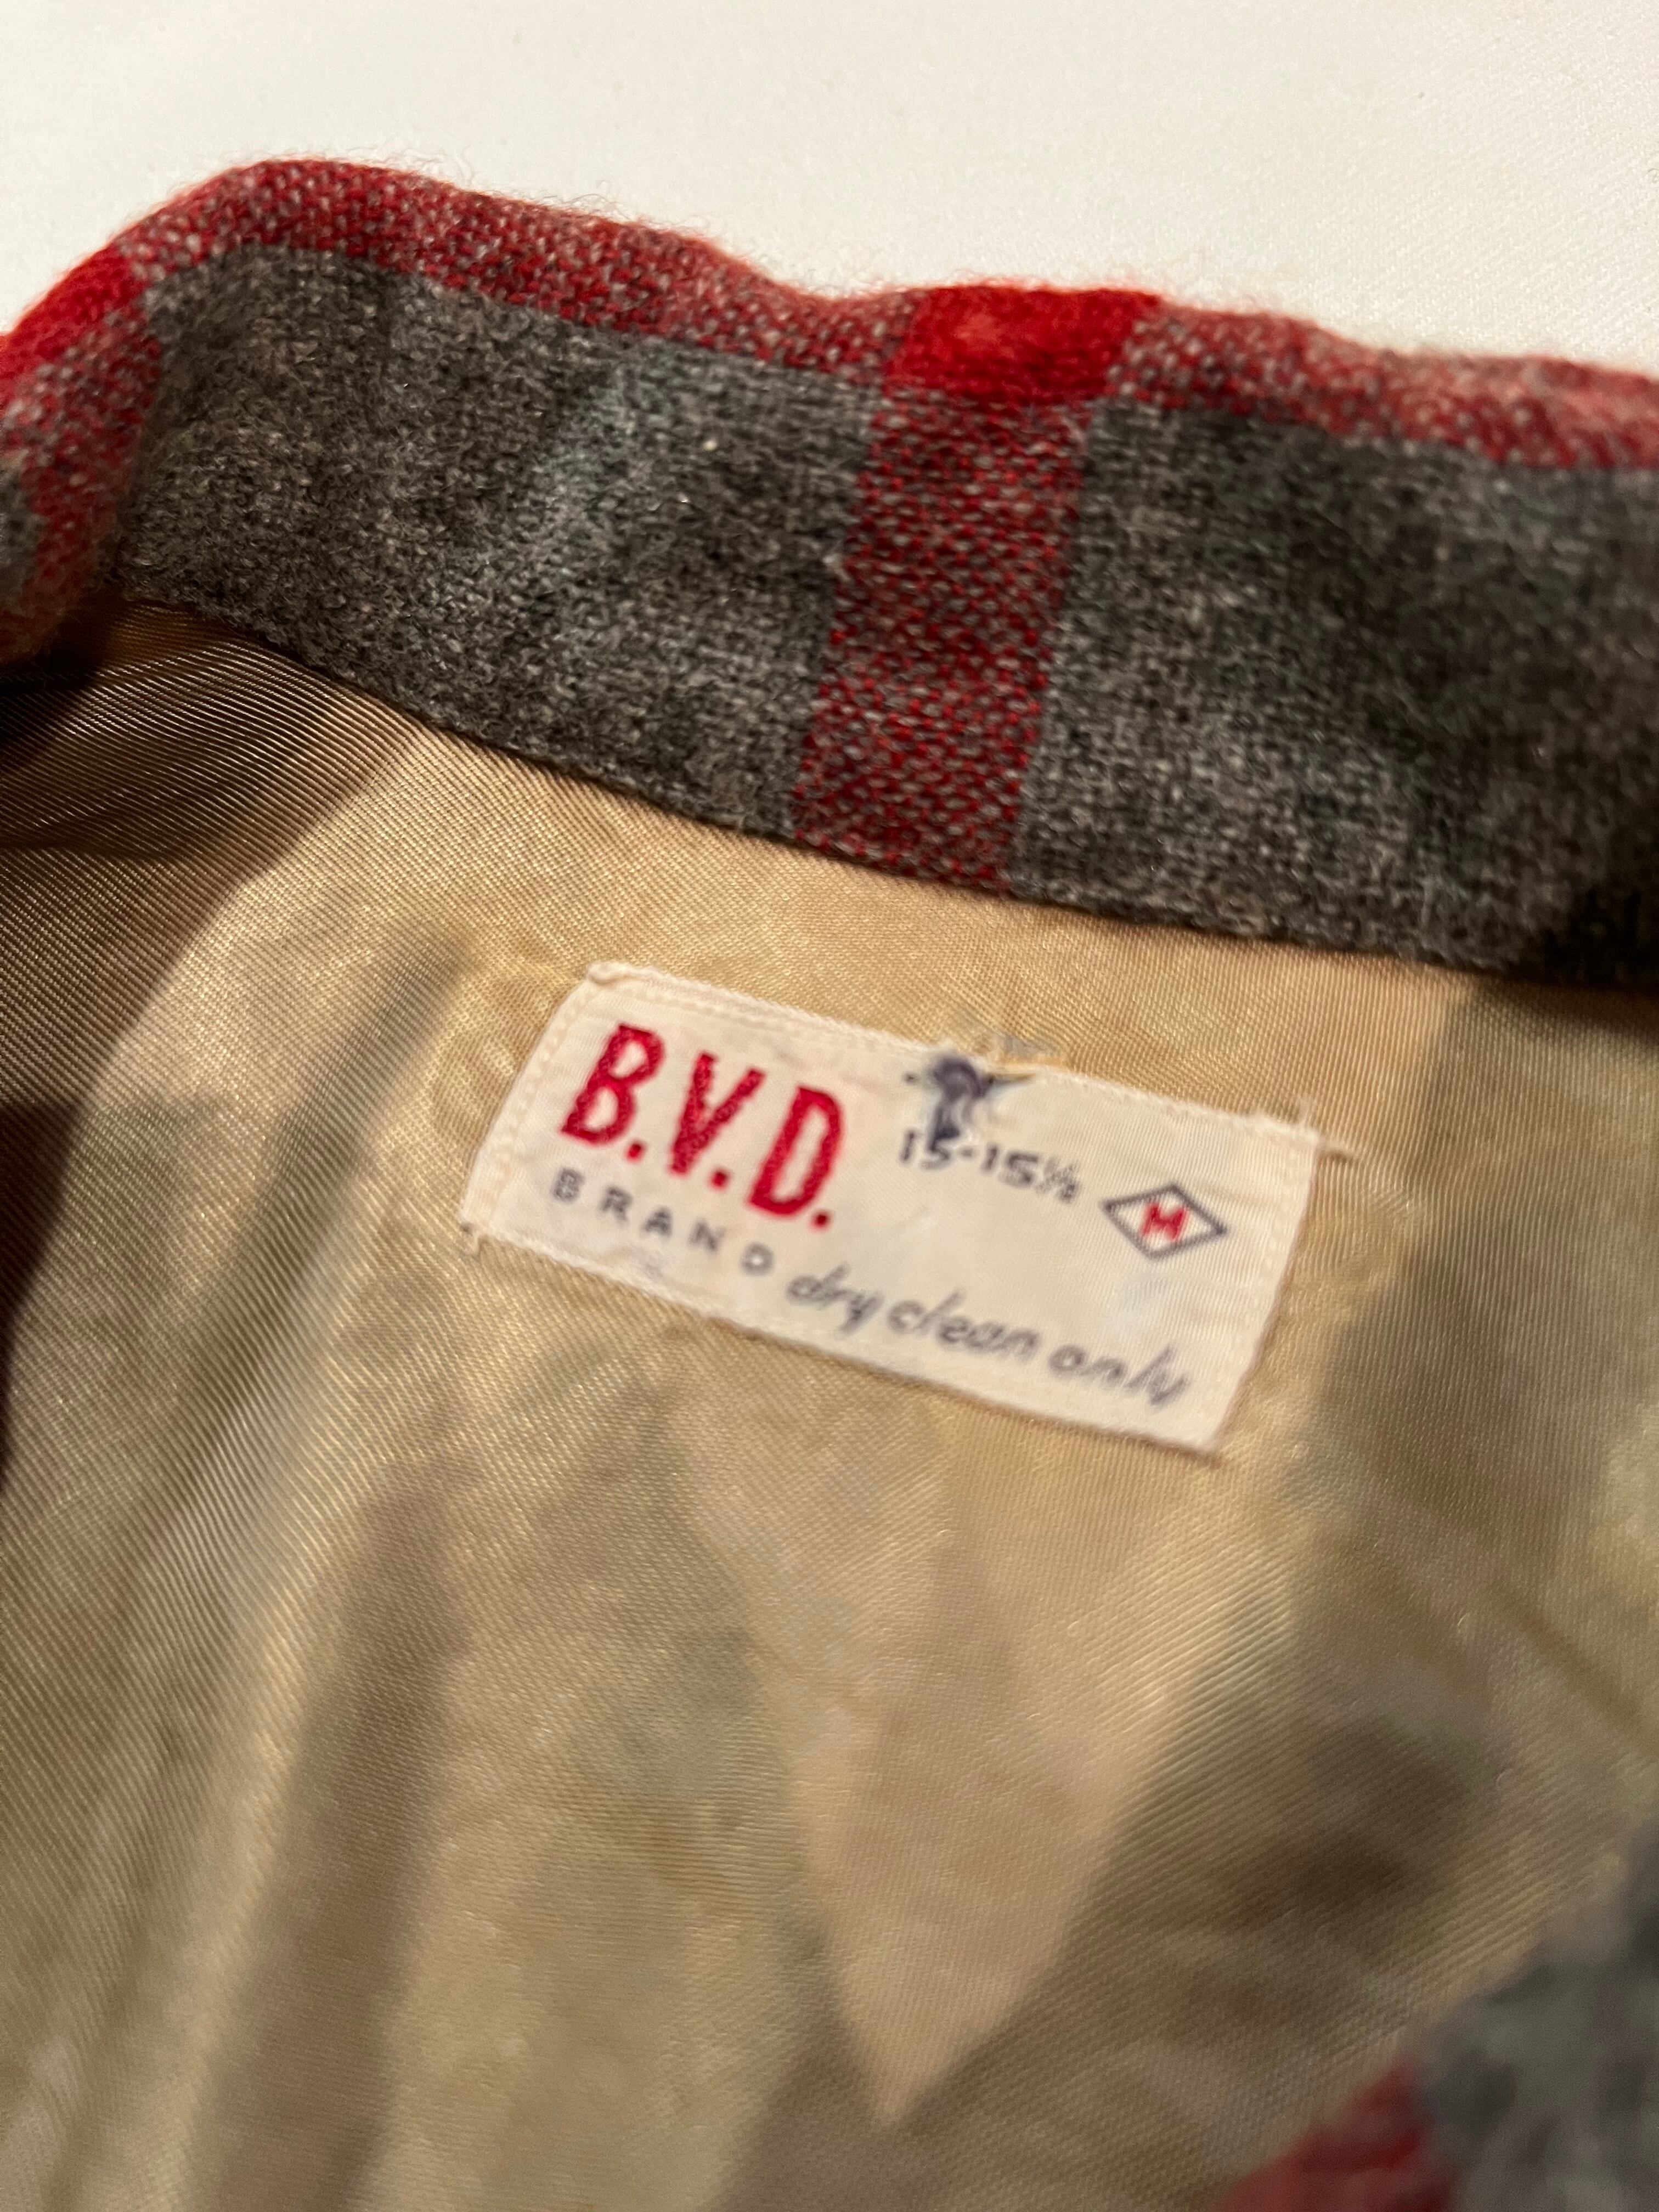 B.V.D.
BRAND
15-15½
M
dry clean only